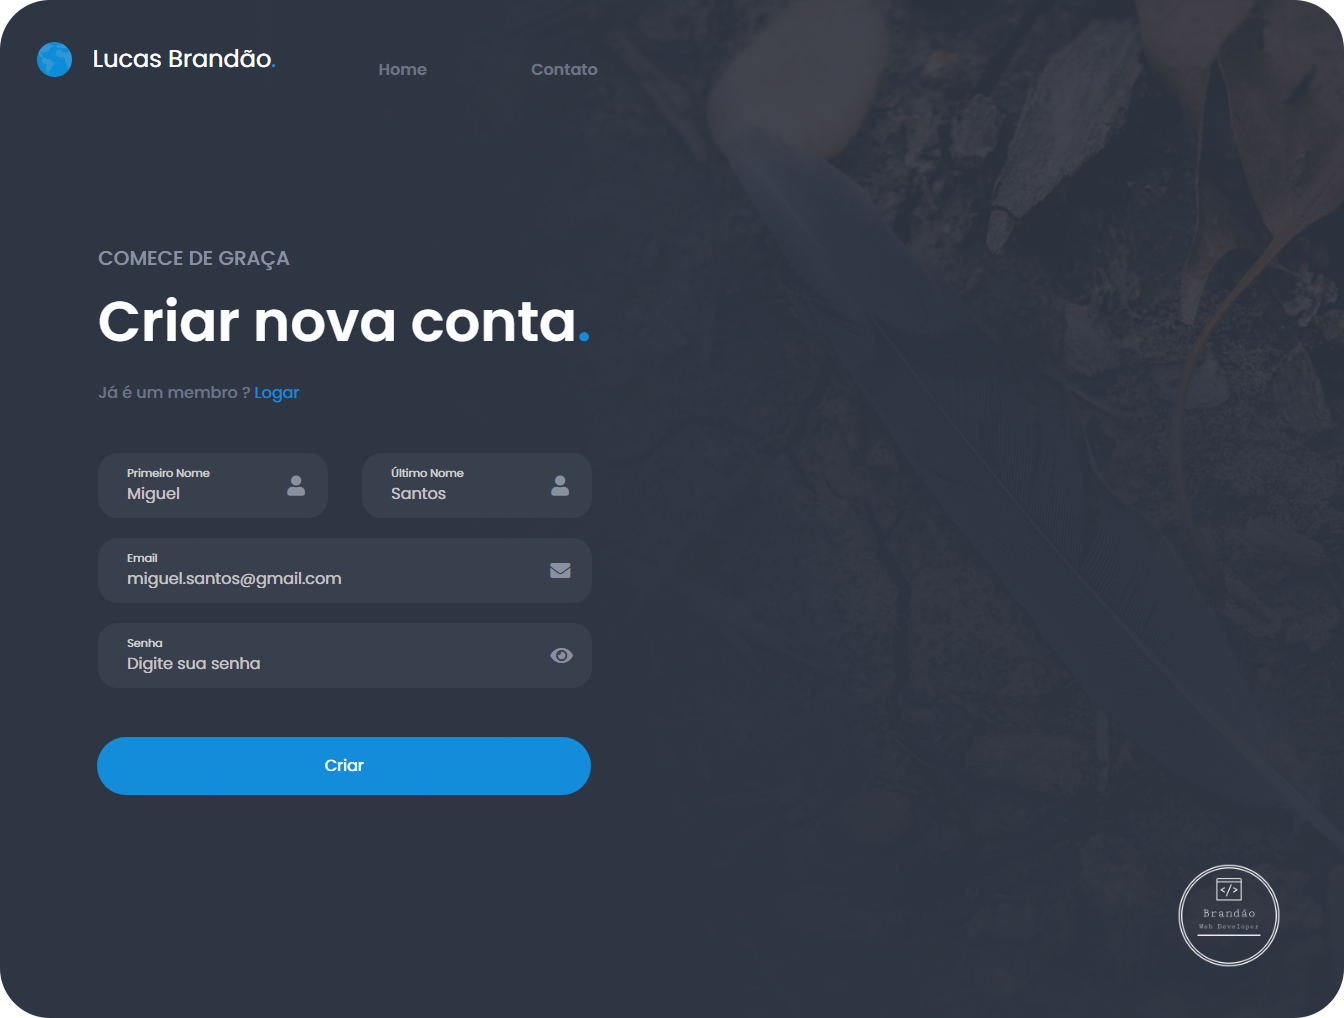 Lucas Brandão.
Home
Contato
COMECE DE GRAÇA
Criar nova conta.
Já é um membro ? Logar
Primeiro Nome
Miguel
Último Nome
Santos
Email
miguel.santos@gmail.com
Senha
Digite sua senha
Criar
</>
Brandão
Web Developer